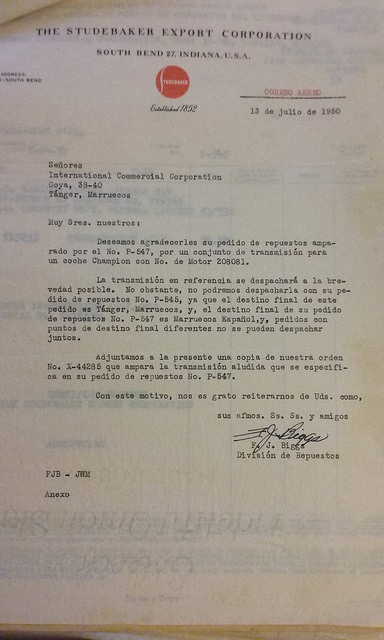 THE STUDEBAKER EXPORT CORPORATION
SOUTH BEND 27, INDIANA, U.S.A.
ADDRESS
-SOUTH BEND
STUDEBAKER
Established 1852
CORREO AEREO
13 de julio de 1950
Señores
International Commercial Corporation
Goya, 38-40
Tánger, Marruecos
Muy Sres. nuestros:
Deseamos agradecerles su pedido de repuestos ampa-
rado por el No. P-547, por un conjunto de transmisión para
un coche Champion con No. de Motor 208081.
La transmisión en referencia se despachará a la bre-
vedad posible. No obstante, no podremos despacharla con su pe-
dido de repuestos No. P-545, ya que el destino final de este
pedido es Tánger, Marruecos, y, el destino final de su pedido
de repuestos No. P-547 es Marruecos Español,y, pedidos con
puntos de destino final diferentes no se pueden despachar
juntos.
Adjuntamos a la presente una copia de nuestra orden
No. X-44285 que ampara la transmisión aludida que se especifi-
ca en su pedido de repuestos No. P-547.
Con este motivo, nos es grato reiterarnos de Uds. como,
sus afmos. Ss. Ss. y amigos
F. J. Biggs
F. J. Biggs
División de Repuestos
FJB - JWM
Anexo